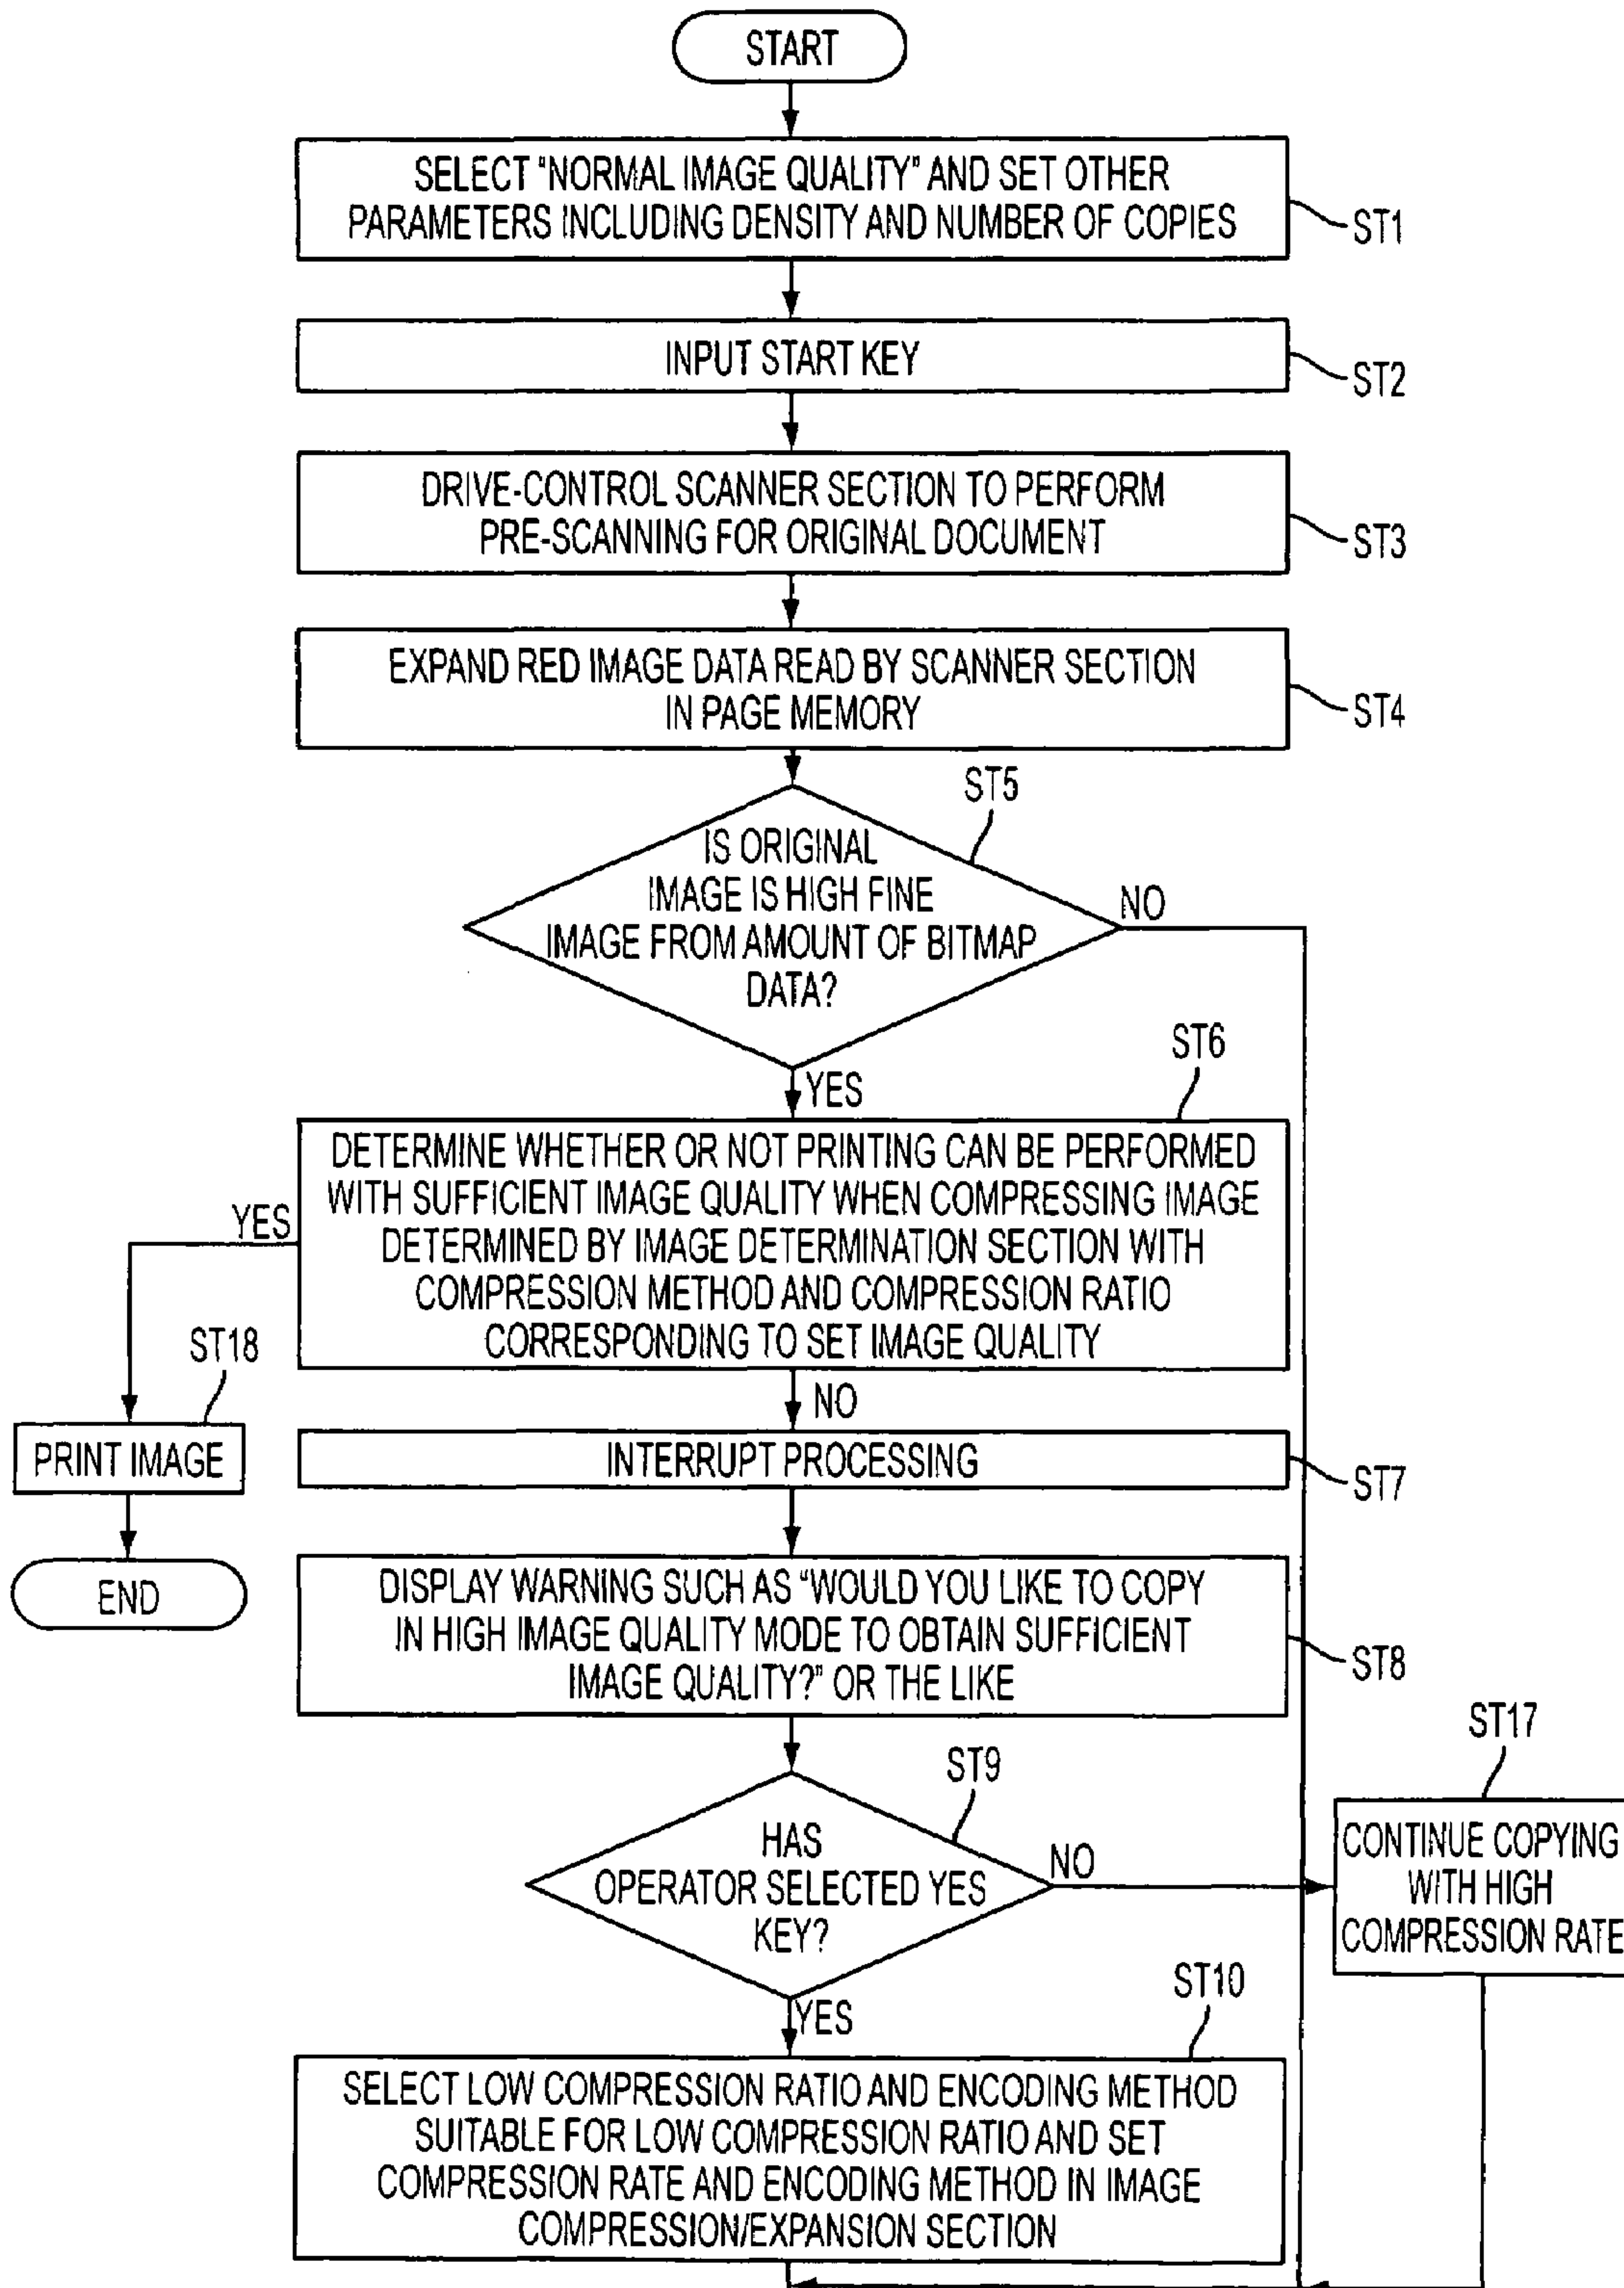 START
SELECT "NORMAL IMAGE QUALITY" AND SET OTHER
PARAMETERS INCLUDING DENSITY AND NUMBER OF COPIES
ST1
INPUT START KEY
ST2
DRIVE-CONTROL SCANNER SECTION TO PERFORM
PRE-SCANNING FOR ORIGINAL DOCUMENT
ST3
EXPAND RED IMAGE DATA READ BY SCANNER SECTION
IN PAGE MEMORY
ST4
ST5
IS ORIGINAL
IMAGE IS HIGH FINE
IMAGE FROM AMOUNT OF BITMAP
DATA?
NO
YES
ST6
DETERMINE WHETHER OR NOT PRINTING CAN BE PERFORMED
WITH SUFFICIENT IMAGE QUALITY WHEN COMPRESSING IMAGE
DETERMINED BY IMAGE DETERMINATION SECTION WITH
COMPRESSION METHOD AND COMPRESSION RATIO
CORRESPONDING TO SET IMAGE QUALITY
YES
ST18
PRINT IMAGE
END
NO
INTERRUPT PROCESSING
ST7
DISPLAY WARNING SUCH AS "WOULD YOU LIKE TO COPY
IN HIGH IMAGE QUALITY MODE TO OBTAIN SUFFICIENT
IMAGE QUALITY?" OR THE LIKE
ST8
ST9
HAS
OPERATOR SELECTED YES
KEY?
NO
ST17
CONTINUE COPYING
WITH HIGH
COMPRESSION RATE
YES
ST10
SELECT LOW COMPRESSION RATIO AND ENCODING METHOD
SUITABLE FOR LOW COMPRESSION RATIO AND SET
COMPRESSION RATE AND ENCODING METHOD IN IMAGE
COMPRESSION/EXPANSION SECTION